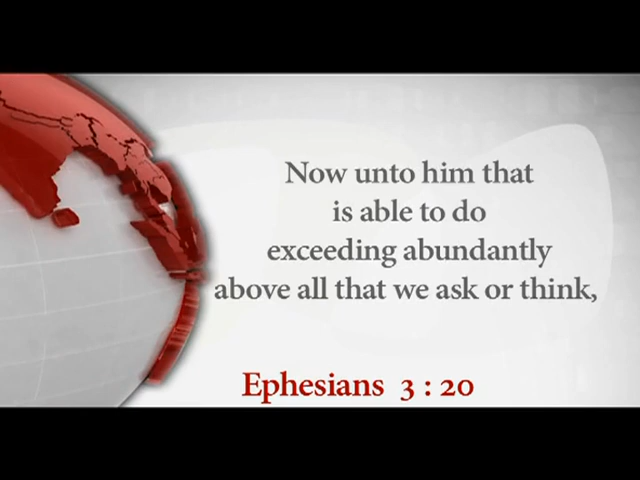 Now unto him that
is able to do
exceeding abundantly
above all that we ask or think,
Ephesians 3 : 20